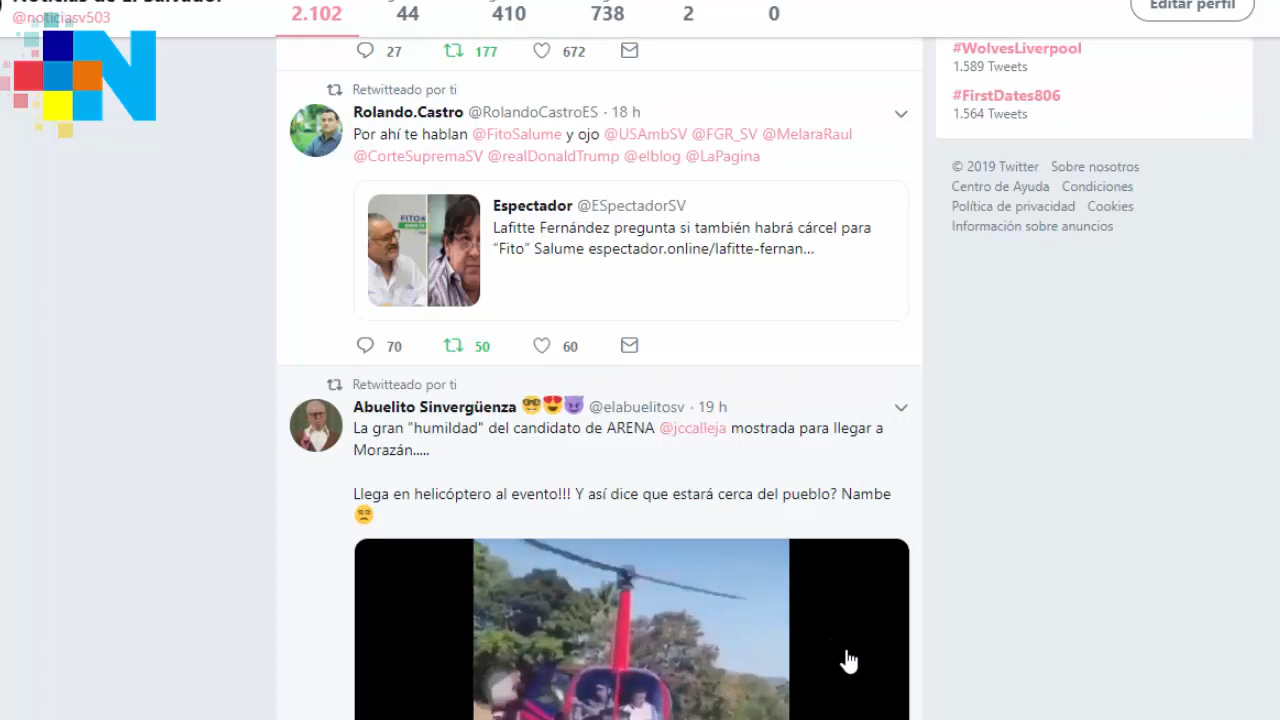 Noticias de El Salvador
@noticiasv503
2.102 44 410 738 2 0
Editar perfil
27 177 672
Retwitteado por ti
Rolando.Castro @RolandoCastroES · 18 h
Por ahí te hablan @FitoSalume y ojo @USAmbSV @FGR_SV @MelaraRaul
@CorteSupremaSV @realDonaldTrump @elblog @LaPagina
FITO
Espectador @ESpectadorSV
Lafitte Fernández pregunta si también habrá cárcel para
“Fito” Salume espectador.online/lafitte-fernan...
70 50 60
Retwitteado por ti
Abuelito Sinvergüenza 🤓😍😈 @elabuelitosv · 19 h
La gran "humildad" del candidato de ARENA @jccalleja mostrada para llegar a
Morazán.....
Llega en helicóptero al evento!!! Y así dice que estará cerca del pueblo? Nambe
😒
#WolvesLiverpool
1.589 Tweets
#FirstDates806
1.564 Tweets
© 2019 Twitter Sobre nosotros
Centro de Ayuda Condiciones
Política de privacidad Cookies
Información sobre anuncios
N